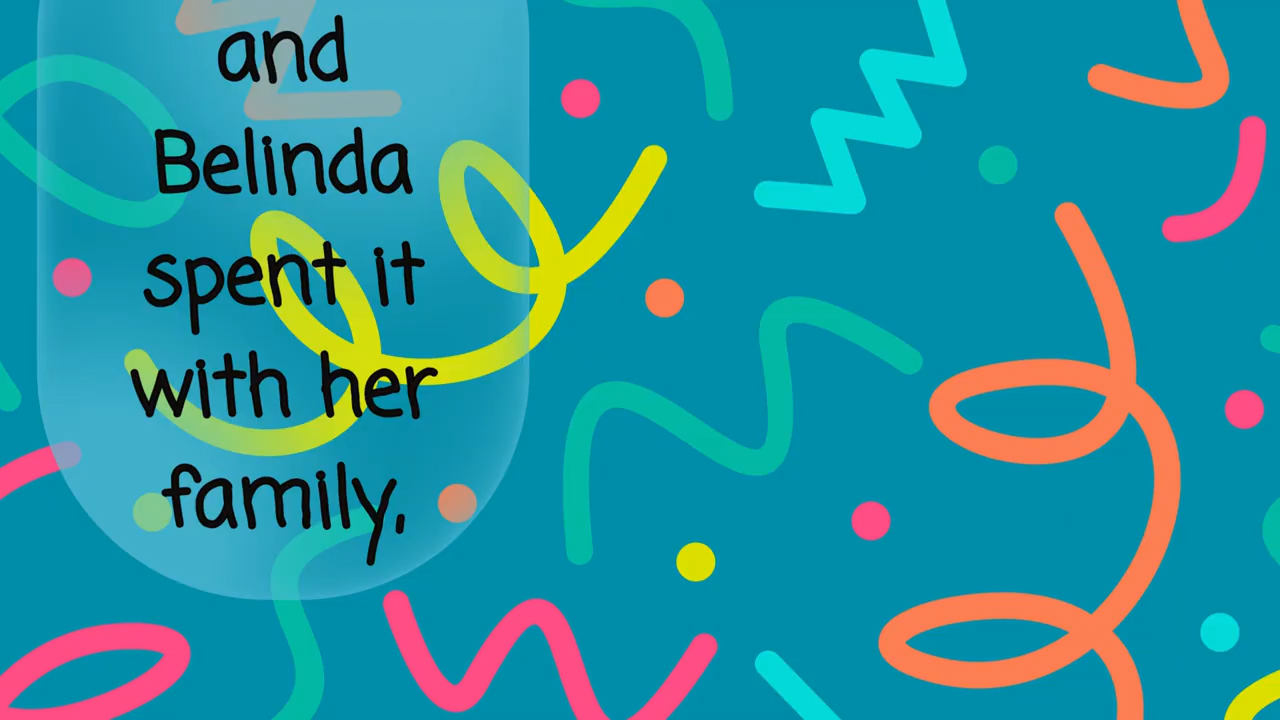 and
Belinda
spent it
with her
family,